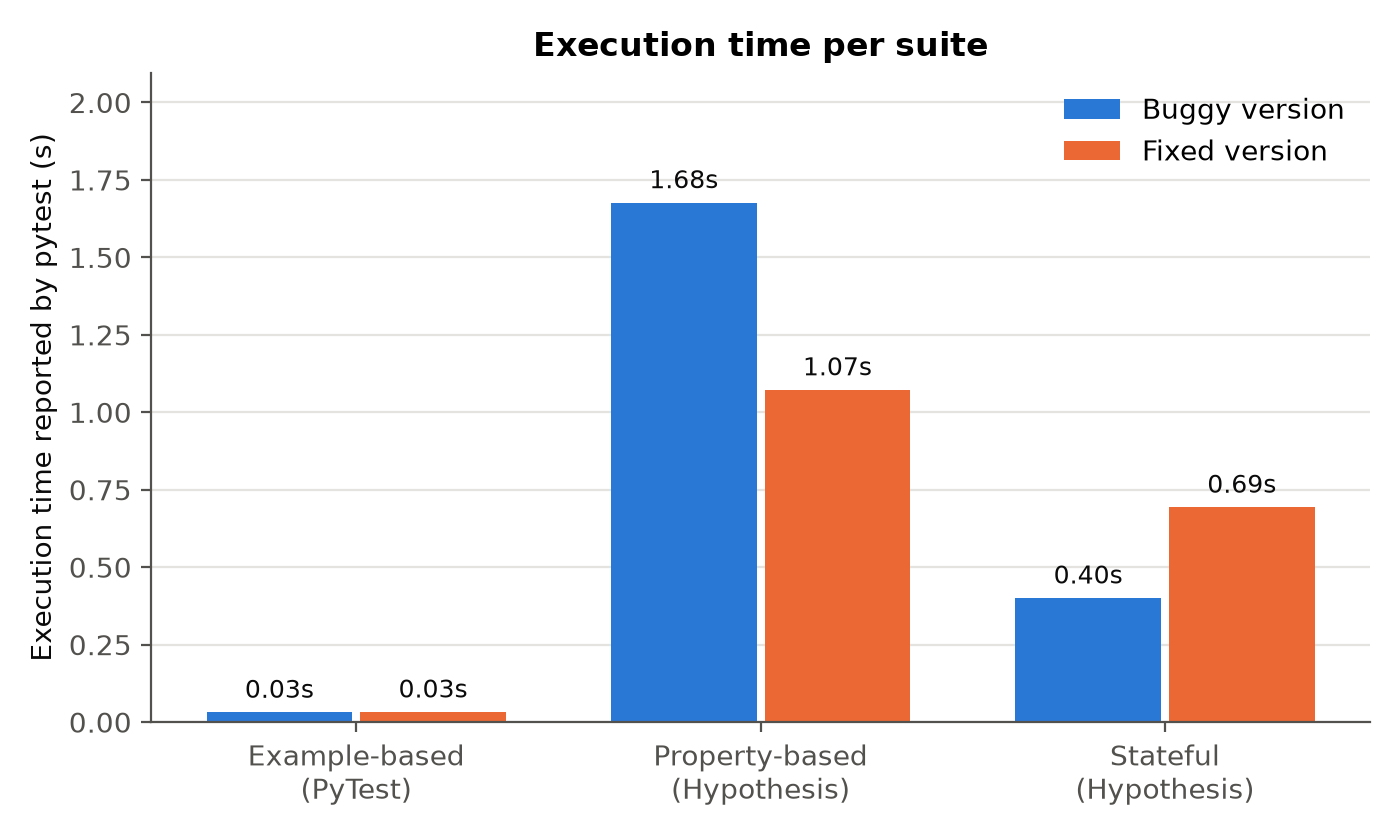 Execution time per suite
Execution time reported by pytest (s)
2.00
1.75
1.50
1.25
1.00
0.75
0.50
0.25
0.00
Buggy version
Fixed version
0.03s
0.03s
1.68s
1.07s
0.40s
0.69s
Example-based
(PyTest)
Property-based
(Hypothesis)
Stateful
(Hypothesis)